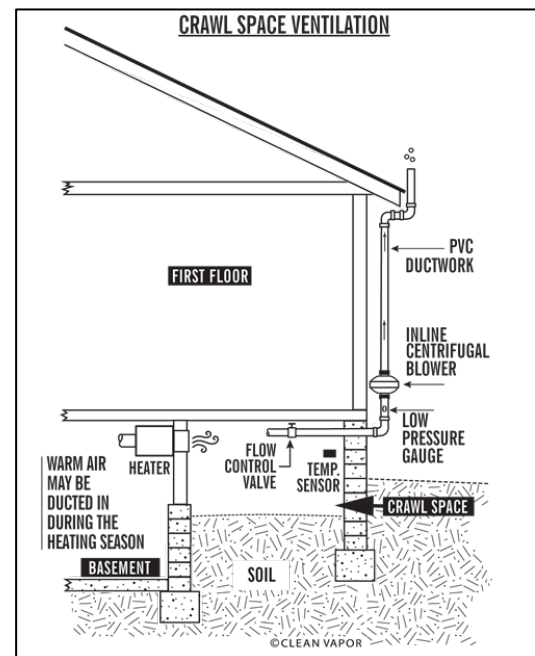 CRAWL SPACE VENTILATION
PVC
DUCTWORK
FIRST FLOOR
INLINE
CENTRIFUGAL
BLOWER
LOW
PRESSURE
GAUGE
HEATER
FLOW
CONTROL
VALVE
TEMP.
SENSOR
WARM AIR
MAY BE
DUCTED IN
DURING THE
HEATING SEASON
CRAWL SPACE
BASEMENT
SOIL
©CLEAN VAPOR